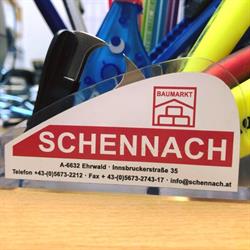 BAUMARKT
SCHENNACH
A-6632 Ehrwald · Innsbruckerstraße 35
Telefon +43-(0)5673-2212 · Fax + 43-(0)5673-2743-17 · info@schennach.at